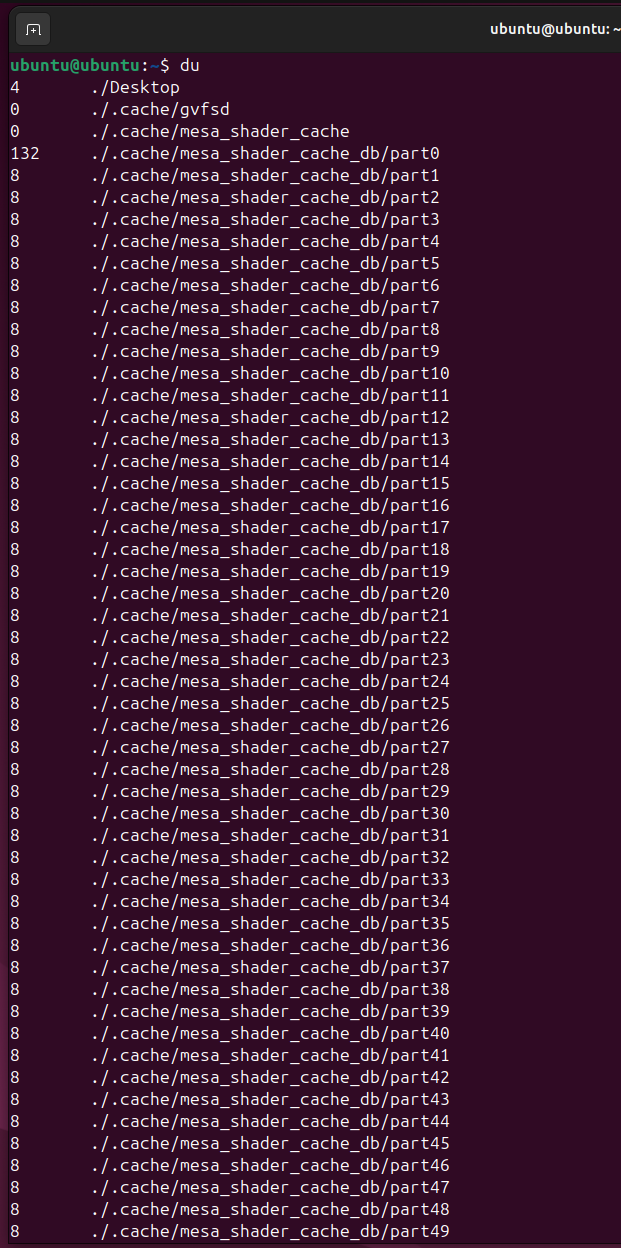 ubuntu@ubuntu: ~
ubuntu@ubuntu:~$ du
4 ./Desktop
0 ./.cache/gvfsd
0 ./.cache/mesa_shader_cache
132 ./.cache/mesa_shader_cache_db/part0
8 ./.cache/mesa_shader_cache_db/part1
8 ./.cache/mesa_shader_cache_db/part2
8 ./.cache/mesa_shader_cache_db/part3
8 ./.cache/mesa_shader_cache_db/part4
8 ./.cache/mesa_shader_cache_db/part5
8 ./.cache/mesa_shader_cache_db/part6
8 ./.cache/mesa_shader_cache_db/part7
8 ./.cache/mesa_shader_cache_db/part8
8 ./.cache/mesa_shader_cache_db/part9
8 ./.cache/mesa_shader_cache_db/part10
8 ./.cache/mesa_shader_cache_db/part11
8 ./.cache/mesa_shader_cache_db/part12
8 ./.cache/mesa_shader_cache_db/part13
8 ./.cache/mesa_shader_cache_db/part14
8 ./.cache/mesa_shader_cache_db/part15
8 ./.cache/mesa_shader_cache_db/part16
8 ./.cache/mesa_shader_cache_db/part17
8 ./.cache/mesa_shader_cache_db/part18
8 ./.cache/mesa_shader_cache_db/part19
8 ./.cache/mesa_shader_cache_db/part20
8 ./.cache/mesa_shader_cache_db/part21
8 ./.cache/mesa_shader_cache_db/part22
8 ./.cache/mesa_shader_cache_db/part23
8 ./.cache/mesa_shader_cache_db/part24
8 ./.cache/mesa_shader_cache_db/part25
8 ./.cache/mesa_shader_cache_db/part26
8 ./.cache/mesa_shader_cache_db/part27
8 ./.cache/mesa_shader_cache_db/part28
8 ./.cache/mesa_shader_cache_db/part29
8 ./.cache/mesa_shader_cache_db/part30
8 ./.cache/mesa_shader_cache_db/part31
8 ./.cache/mesa_shader_cache_db/part32
8 ./.cache/mesa_shader_cache_db/part33
8 ./.cache/mesa_shader_cache_db/part34
8 ./.cache/mesa_shader_cache_db/part35
8 ./.cache/mesa_shader_cache_db/part36
8 ./.cache/mesa_shader_cache_db/part37
8 ./.cache/mesa_shader_cache_db/part38
8 ./.cache/mesa_shader_cache_db/part39
8 ./.cache/mesa_shader_cache_db/part40
8 ./.cache/mesa_shader_cache_db/part41
8 ./.cache/mesa_shader_cache_db/part42
8 ./.cache/mesa_shader_cache_db/part43
8 ./.cache/mesa_shader_cache_db/part44
8 ./.cache/mesa_shader_cache_db/part45
8 ./.cache/mesa_shader_cache_db/part46
8 ./.cache/mesa_shader_cache_db/part47
8 ./.cache/mesa_shader_cache_db/part48
8 ./.cache/mesa_shader_cache_db/part49